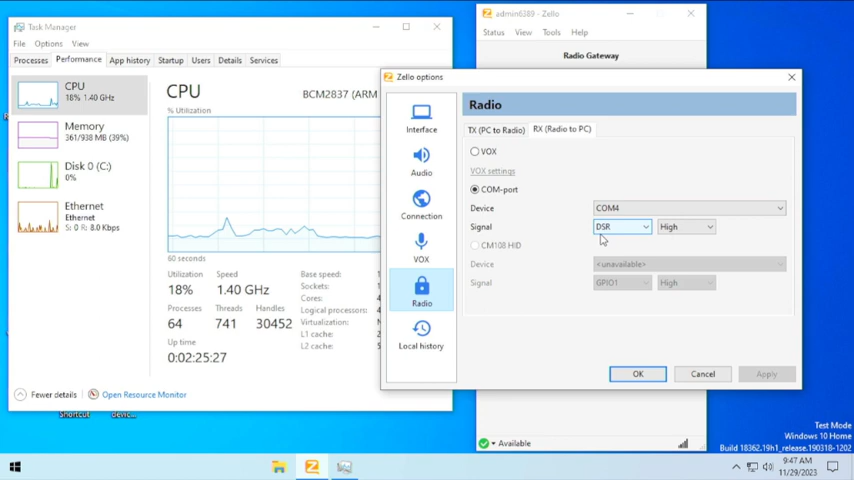 Task Manager
File Options View
Processes Performance App history Startup Users Details Services
CPU
18% 1.40 GHz
Memory
361/938 MB (39%)
Disk 0 (C:)
0%
Ethernet
Ethernet
S: 0 R: 8.0 Kbps
CPU BCM2837 (ARM
% Utilization
60 seconds
Utilization Speed
18% 1.40 GHz
Processes Threads Handles
64 741 30452
Up time
0:02:25:27
Base speed:
Sockets:
Cores:
Logical processors:
Virtualization:
L1 cache:
L2 cache:
Fewer details Open Resource Monitor
Shortcut devic...
admin6389 - Zello
Status View Tools Help
Radio Gateway
Zello options
Interface
Audio
Connection
VOX
Radio
Local history
Radio
TX (PC to Radio) RX (Radio to PC)
VOX
VOX settings
COM-port
Device COM4
Signal DSR High
CM108 HID
Device <unavailable>
Signal GPIO1 High
OK Cancel Apply
Available
Test Mode
Windows 10 Home
Build 18362.19h1_release.190318-1202
9:47 AM
11/29/2023